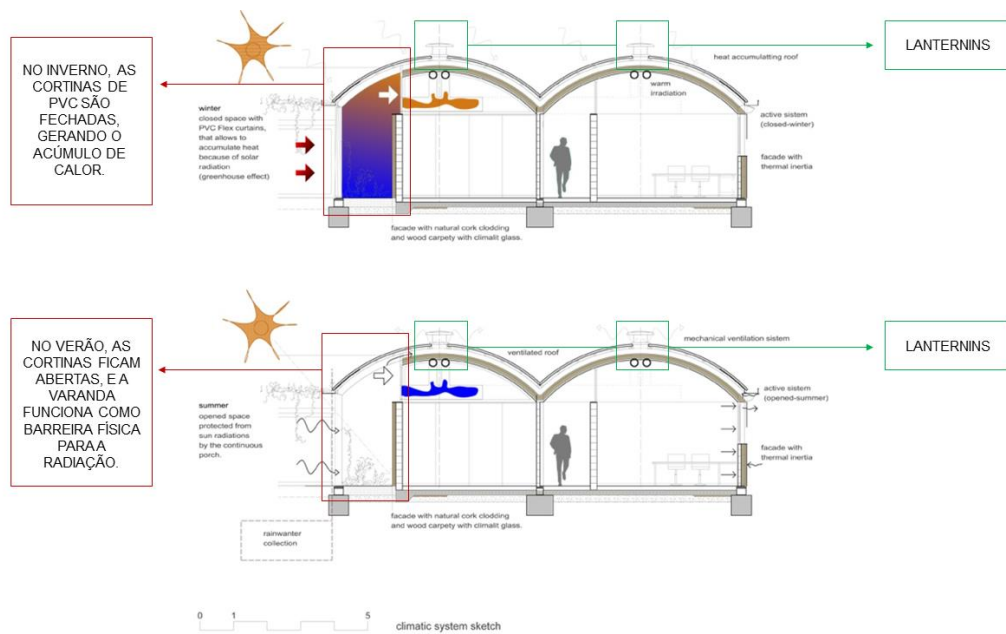 NO INVERNO, AS
CORTINAS DE
PVC SÃO
FECHADAS,
GERANDO O
ACÚMULO DE
CALOR.
winter
closed space with
PVC Flex curtains,
that allows to
accumulate heat
because of solar
radiation
(greenhouse effect)
heat accumulatting roof
warm
irradiation
active sistem
(closed-winter)
facade with
thermal inertia
facade with natural cork clodding
and wood carpety with climalit glass.
LANTERNINS
NO VERÃO, AS
CORTINAS FICAM
ABERTAS, E A
VARANDA
FUNCIONA COMO
BARREIRA FÍSICA
PARA A
RADIAÇÃO.
summer
opened space
protected from
sun radiations
by the continuous
porch.
ventilated roof
mechanical ventilation sistem
active sistem
(opened-summer)
facade with
thermal inertia
facade with natural cork clodding
and wood carpety with climalit glass.
rainwanter
collection
LANTERNINS
0 1 5
climatic system sketch